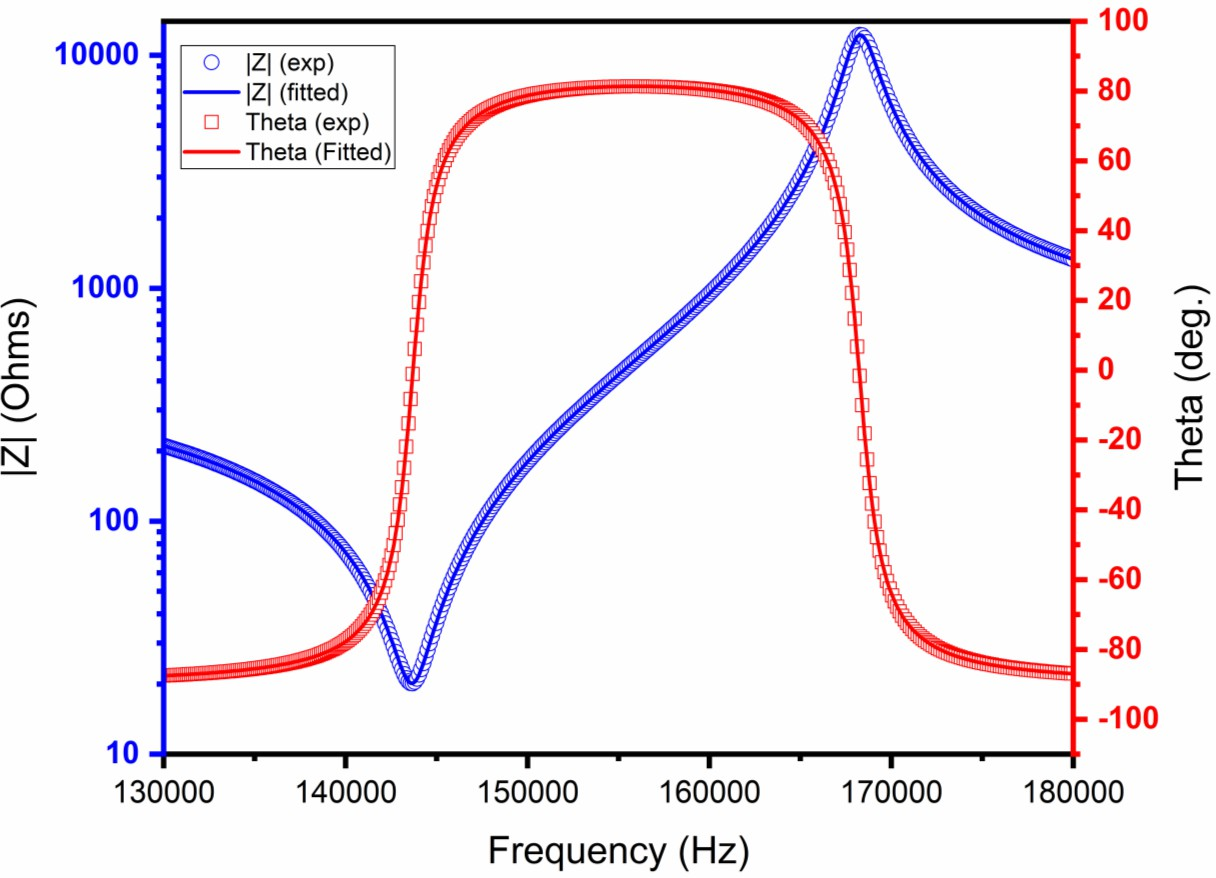 |Z| (exp)
|Z| (fitted)
Theta (exp)
Theta (Fitted)
10000
1000
100
10
|Z| (Ohms)
100
80
60
40
20
0
-20
-40
-60
-80
-100
Theta (deg.)
130000 140000 150000 160000 170000 180000
Frequency (Hz)